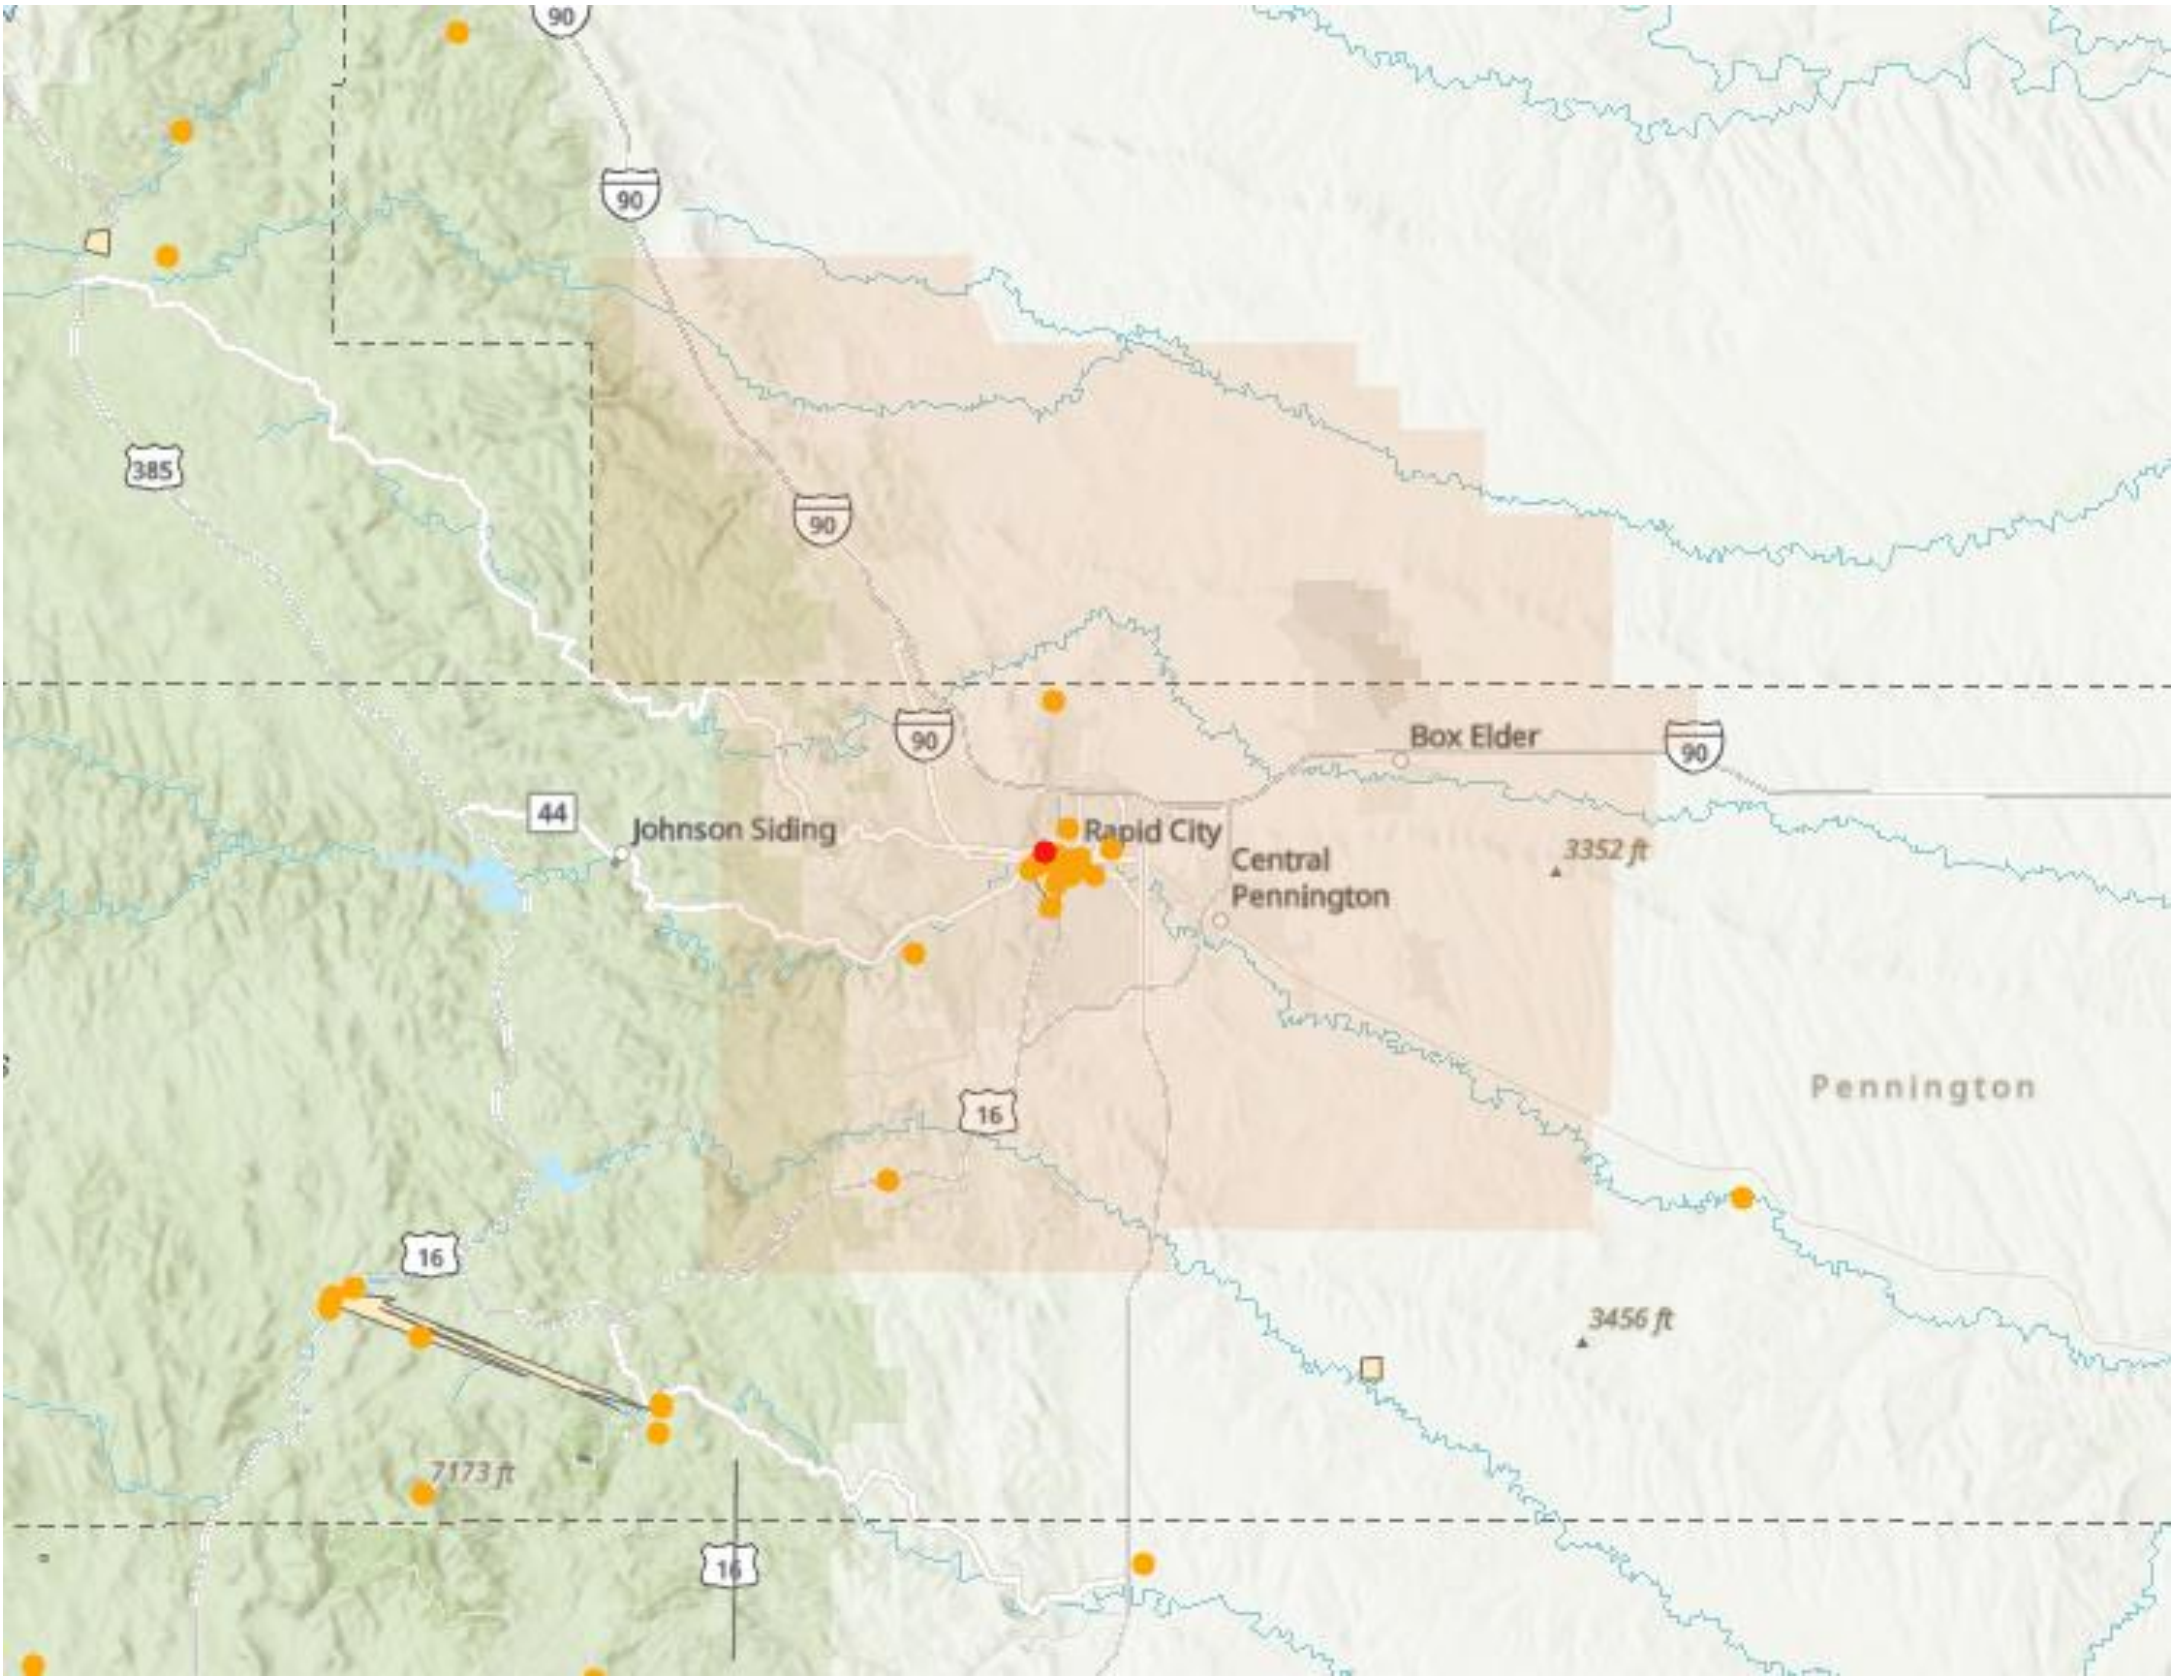 90
90
385
90
90
Box Elder
90
44
Johnson Siding
Rapid City
3352 ft
Central
Pennington
Pennington
16
16
3456 ft
7173 ft
16